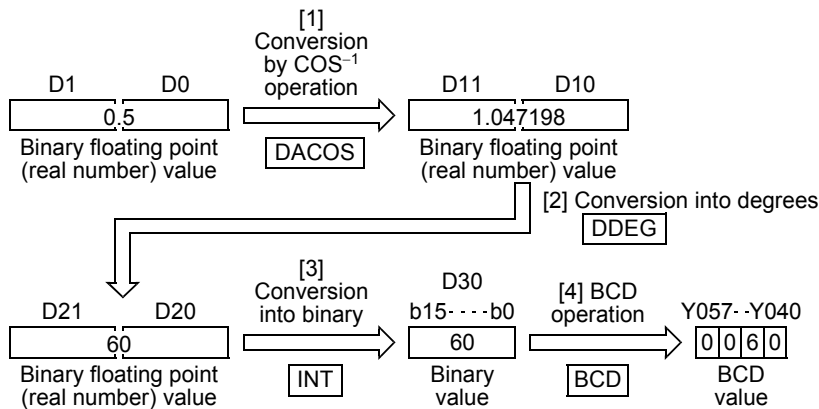 [1]
Conversion
by COS⁻¹
operation
D1 D0
0.5
Binary floating point
(real number) value
DACOS
D11 D10
1.047198
Binary floating point
(real number) value
[2] Conversion into degrees
DDEG
D21 D20
60
Binary floating point
(real number) value
[3]
Conversion
into binary
INT
D30
b15----b0
60
Binary
value
[4] BCD
operation
BCD
Y057--Y040
0 0 6 0
BCD
value